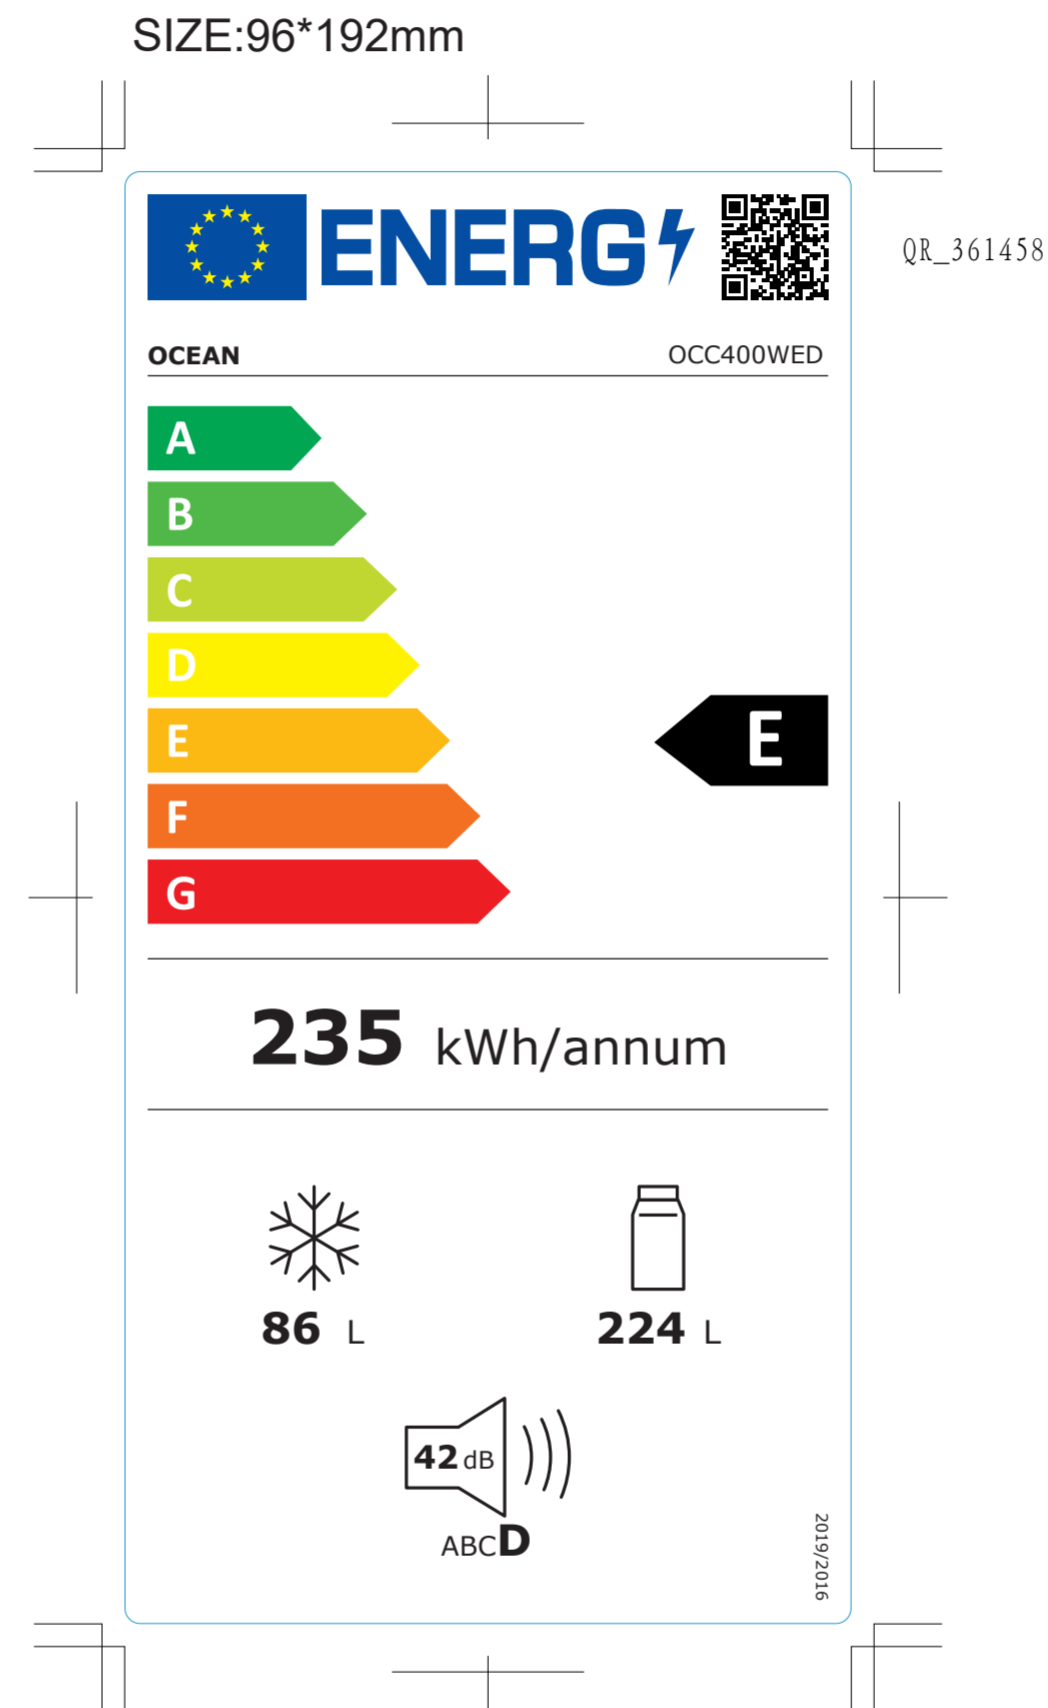 SIZE:96*192mm
ENERG
QR_361458
OCEAN OCC400WED
A
B
C
D
E
E
F
G
235 kWh/annum
86 L 224 L
42 dB
ABCD
2019/2016